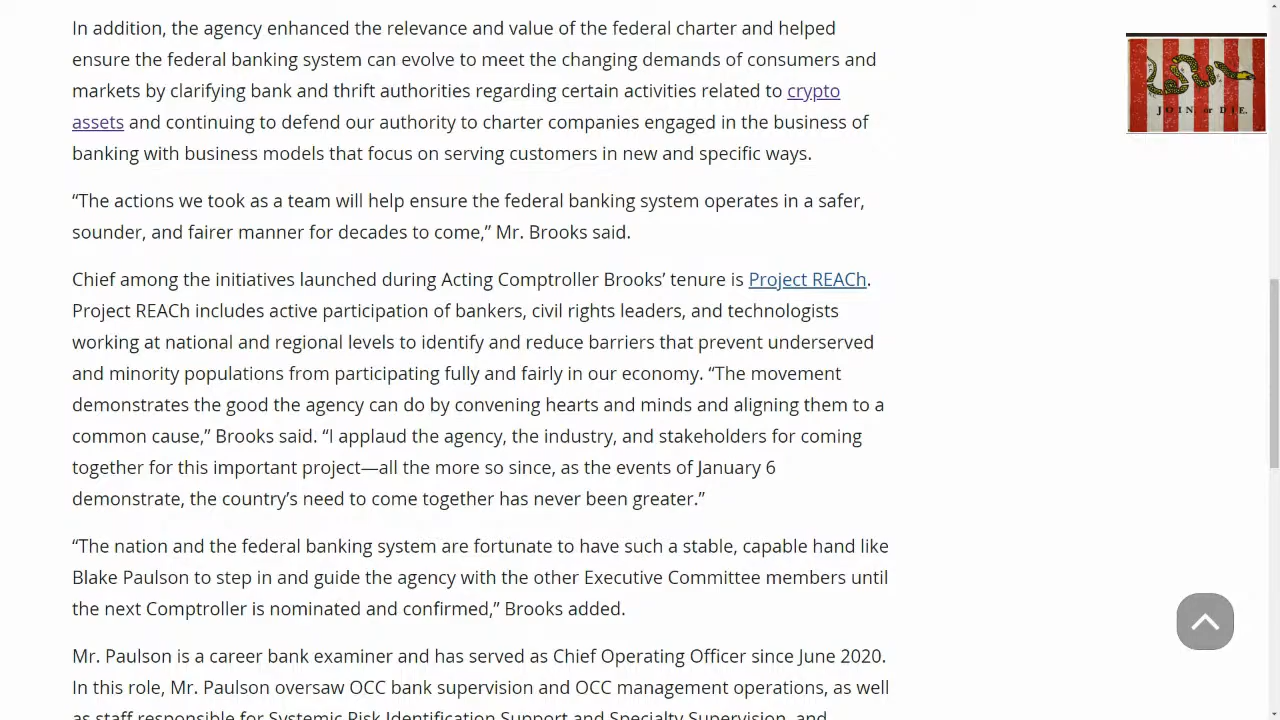 In addition, the agency enhanced the relevance and value of the federal charter and helped
ensure the federal banking system can evolve to meet the changing demands of consumers and
markets by clarifying bank and thrift authorities regarding certain activities related to crypto
assets and continuing to defend our authority to charter companies engaged in the business of
banking with business models that focus on serving customers in new and specific ways.
“The actions we took as a team will help ensure the federal banking system operates in a safer,
sounder, and fairer manner for decades to come,” Mr. Brooks said.
Chief among the initiatives launched during Acting Comptroller Brooks’ tenure is Project REACh.
Project REACh includes active participation of bankers, civil rights leaders, and technologists
working at national and regional levels to identify and reduce barriers that prevent underserved
and minority populations from participating fully and fairly in our economy. “The movement
demonstrates the good the agency can do by convening hearts and minds and aligning them to a
common cause,” Brooks said. “I applaud the agency, the industry, and stakeholders for coming
together for this important project—all the more so since, as the events of January 6
demonstrate, the country’s need to come together has never been greater.”
“The nation and the federal banking system are fortunate to have such a stable, capable hand like
Blake Paulson to step in and guide the agency with the other Executive Committee members until
the next Comptroller is nominated and confirmed,” Brooks added.
Mr. Paulson is a career bank examiner and has served as Chief Operating Officer since June 2020.
In this role, Mr. Paulson oversaw OCC bank supervision and OCC management operations, as well
as staff responsible for Systemic Risk Identification Support and Specialty Supervision, and
JOIN, or DIE.